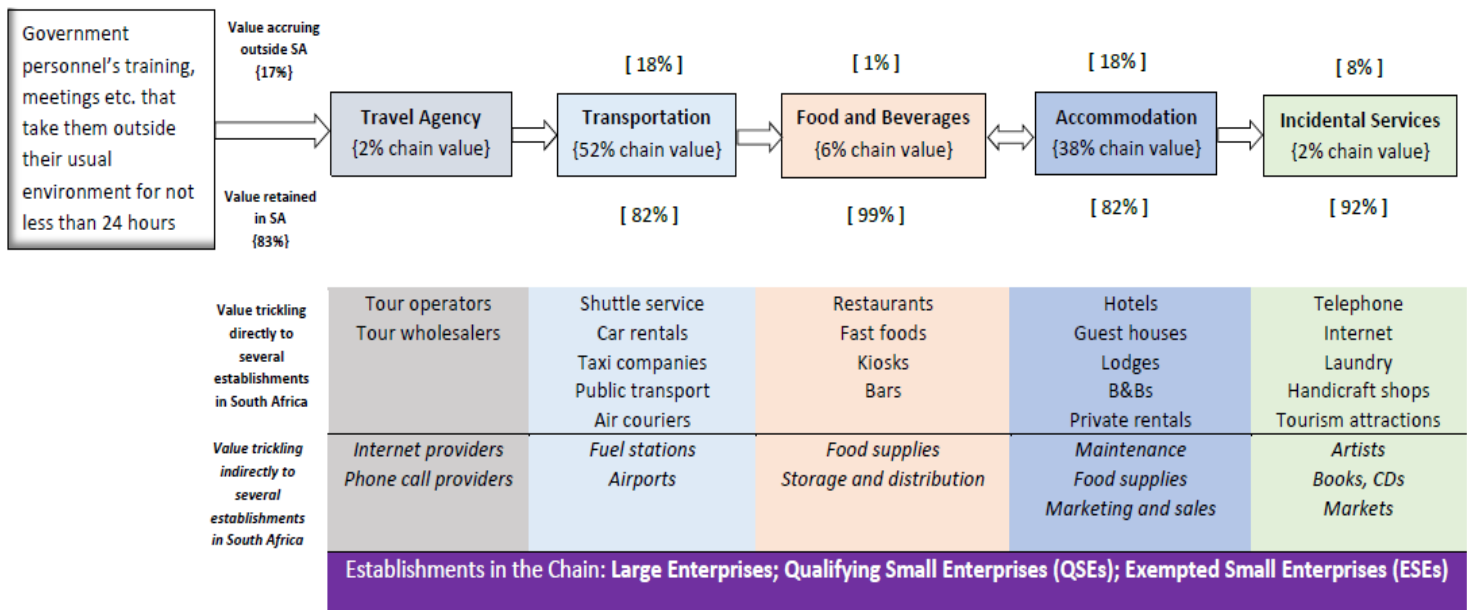 Government
personnel's training,
meetings etc. that
take them outside
their usual
environment for not
less than 24 hours
Value accruing
outside SA
{17%}
Value retained
in SA
{83%}
[ 18% ]
[ 1% ]
[ 18% ]
[ 8% ]
Travel Agency
{2% chain value}
Transportation
{52% chain value}
Food and Beverages
{6% chain value}
Accommodation
{38% chain value}
Incidental Services
{2% chain value}
[ 82% ]
[ 99% ]
[ 82% ]
[ 92% ]
Value trickling
directly to
several
establishments
in South Africa
Tour operators
Tour wholesalers
Shuttle service
Car rentals
Taxi companies
Public transport
Air couriers
Restaurants
Fast foods
Kiosks
Bars
Hotels
Guest houses
Lodges
B&Bs
Private rentals
Telephone
Internet
Laundry
Handicraft shops
Tourism attractions
Value trickling
indirectly to
several
establishments
in South Africa
Internet providers
Phone call providers
Fuel stations
Airports
Food supplies
Storage and distribution
Maintenance
Food supplies
Marketing and sales
Artists
Books, CDs
Markets
Establishments in the Chain: Large Enterprises; Qualifying Small Enterprises (QSEs); Exempted Small Enterprises (ESEs)